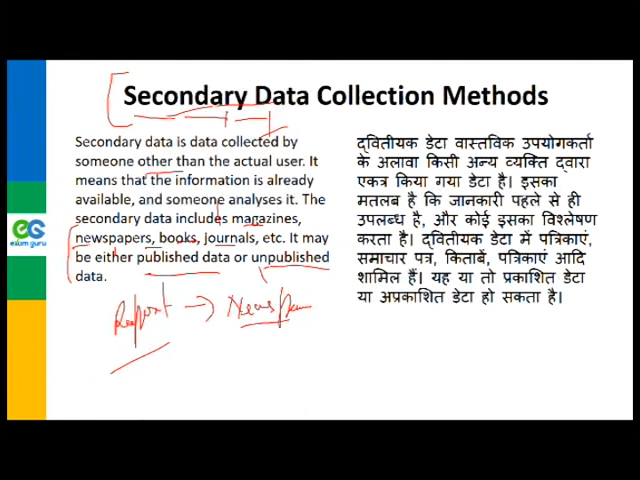 Secondary Data Collection Methods
Secondary data is data collected by
someone other than the actual user. It
means that the information is already
available, and someone analyses it. The
secondary data includes magazines,
newspapers, books, journals, etc. It may
be either published data or unpublished
data.
द्वितीयक डेटा वास्तविक उपयोगकर्ता
के अलावा किसी अन्य व्यक्ति द्वारा
एकत्र किया गया डेटा है। इसका
मतलब है कि जानकारी पहले से ही
उपलब्ध है, और कोई इसका विश्लेषण
करता है। द्वितीयक डेटा में पत्रिकाएं,
समाचार पत्र, किताबें, पत्रिकाएं आदि
शामिल हैं। यह या तो प्रकाशित डेटा
या अप्रकाशित डेटा हो सकता है।
exam guru
Report →